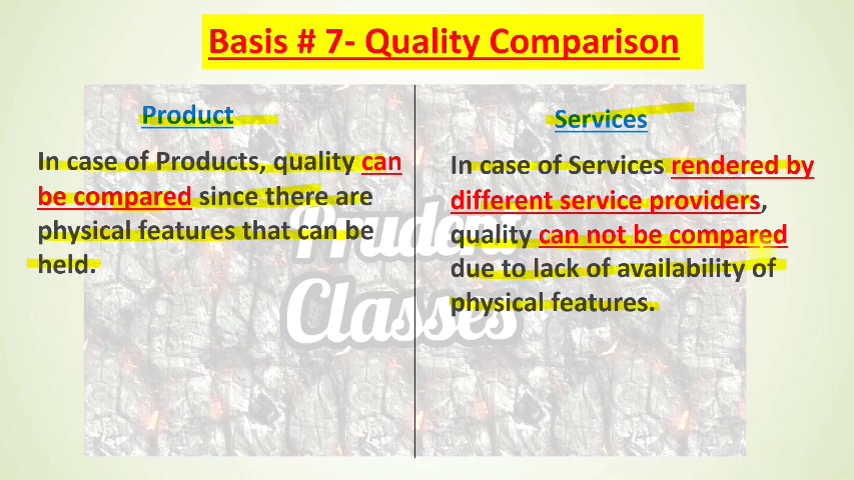 Basis # 7- Quality Comparison
Product
In case of Products, quality can
be compared since there are
physical features that can be
held.
Services
In case of Services rendered by
different service providers,
quality can not be compared
due to lack of availability of
physical features.
Prudent
Classes